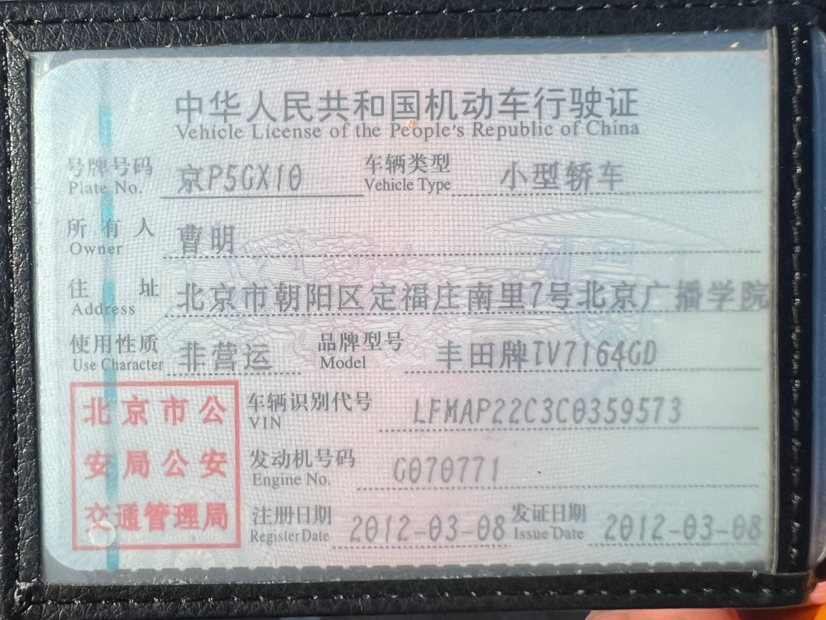 中华人民共和国机动车行驶证
Vehicle License of the People's Republic of China
号牌号码 京P5GX10 车辆类型 小型轿车
Plate No. Vehicle Type
所有人 曹明
Owner
住址 北京市朝阳区定福庄南里7号北京广播学院
Address
使用性质 非营运 品牌型号 丰田牌TV7164GD
Use Character Model
车辆识别代号 LFMAP22C3C0359573
VIN
发动机号码 G070771
Engine No.
注册日期 2012-03-08 发证日期 2012-03-08
Register Date Issue Date
北京市公
安局公安
交通管理局